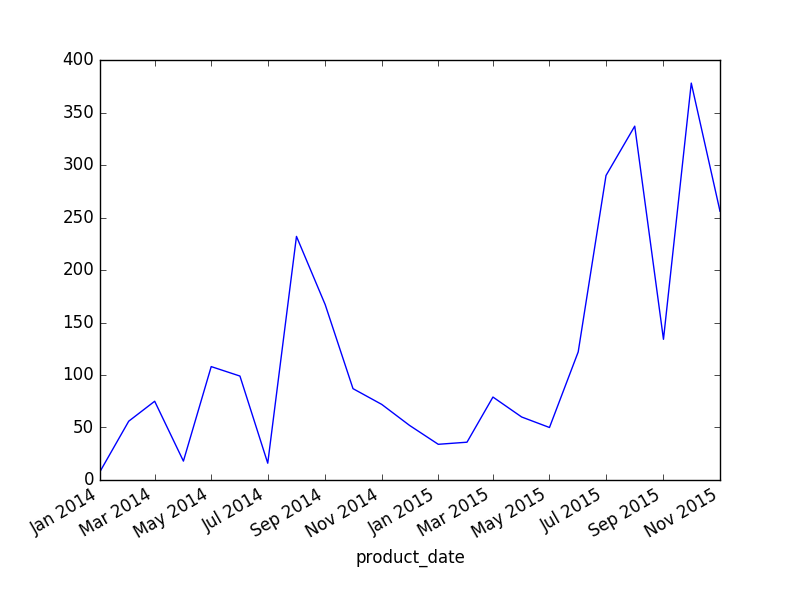 400
350
300
250
200
150
100
50
0
Jan 2014
Mar 2014
May 2014
Jul 2014
Sep 2014
Nov 2014
Jan 2015
Mar 2015
May 2015
Jul 2015
Sep 2015
Nov 2015
product_date